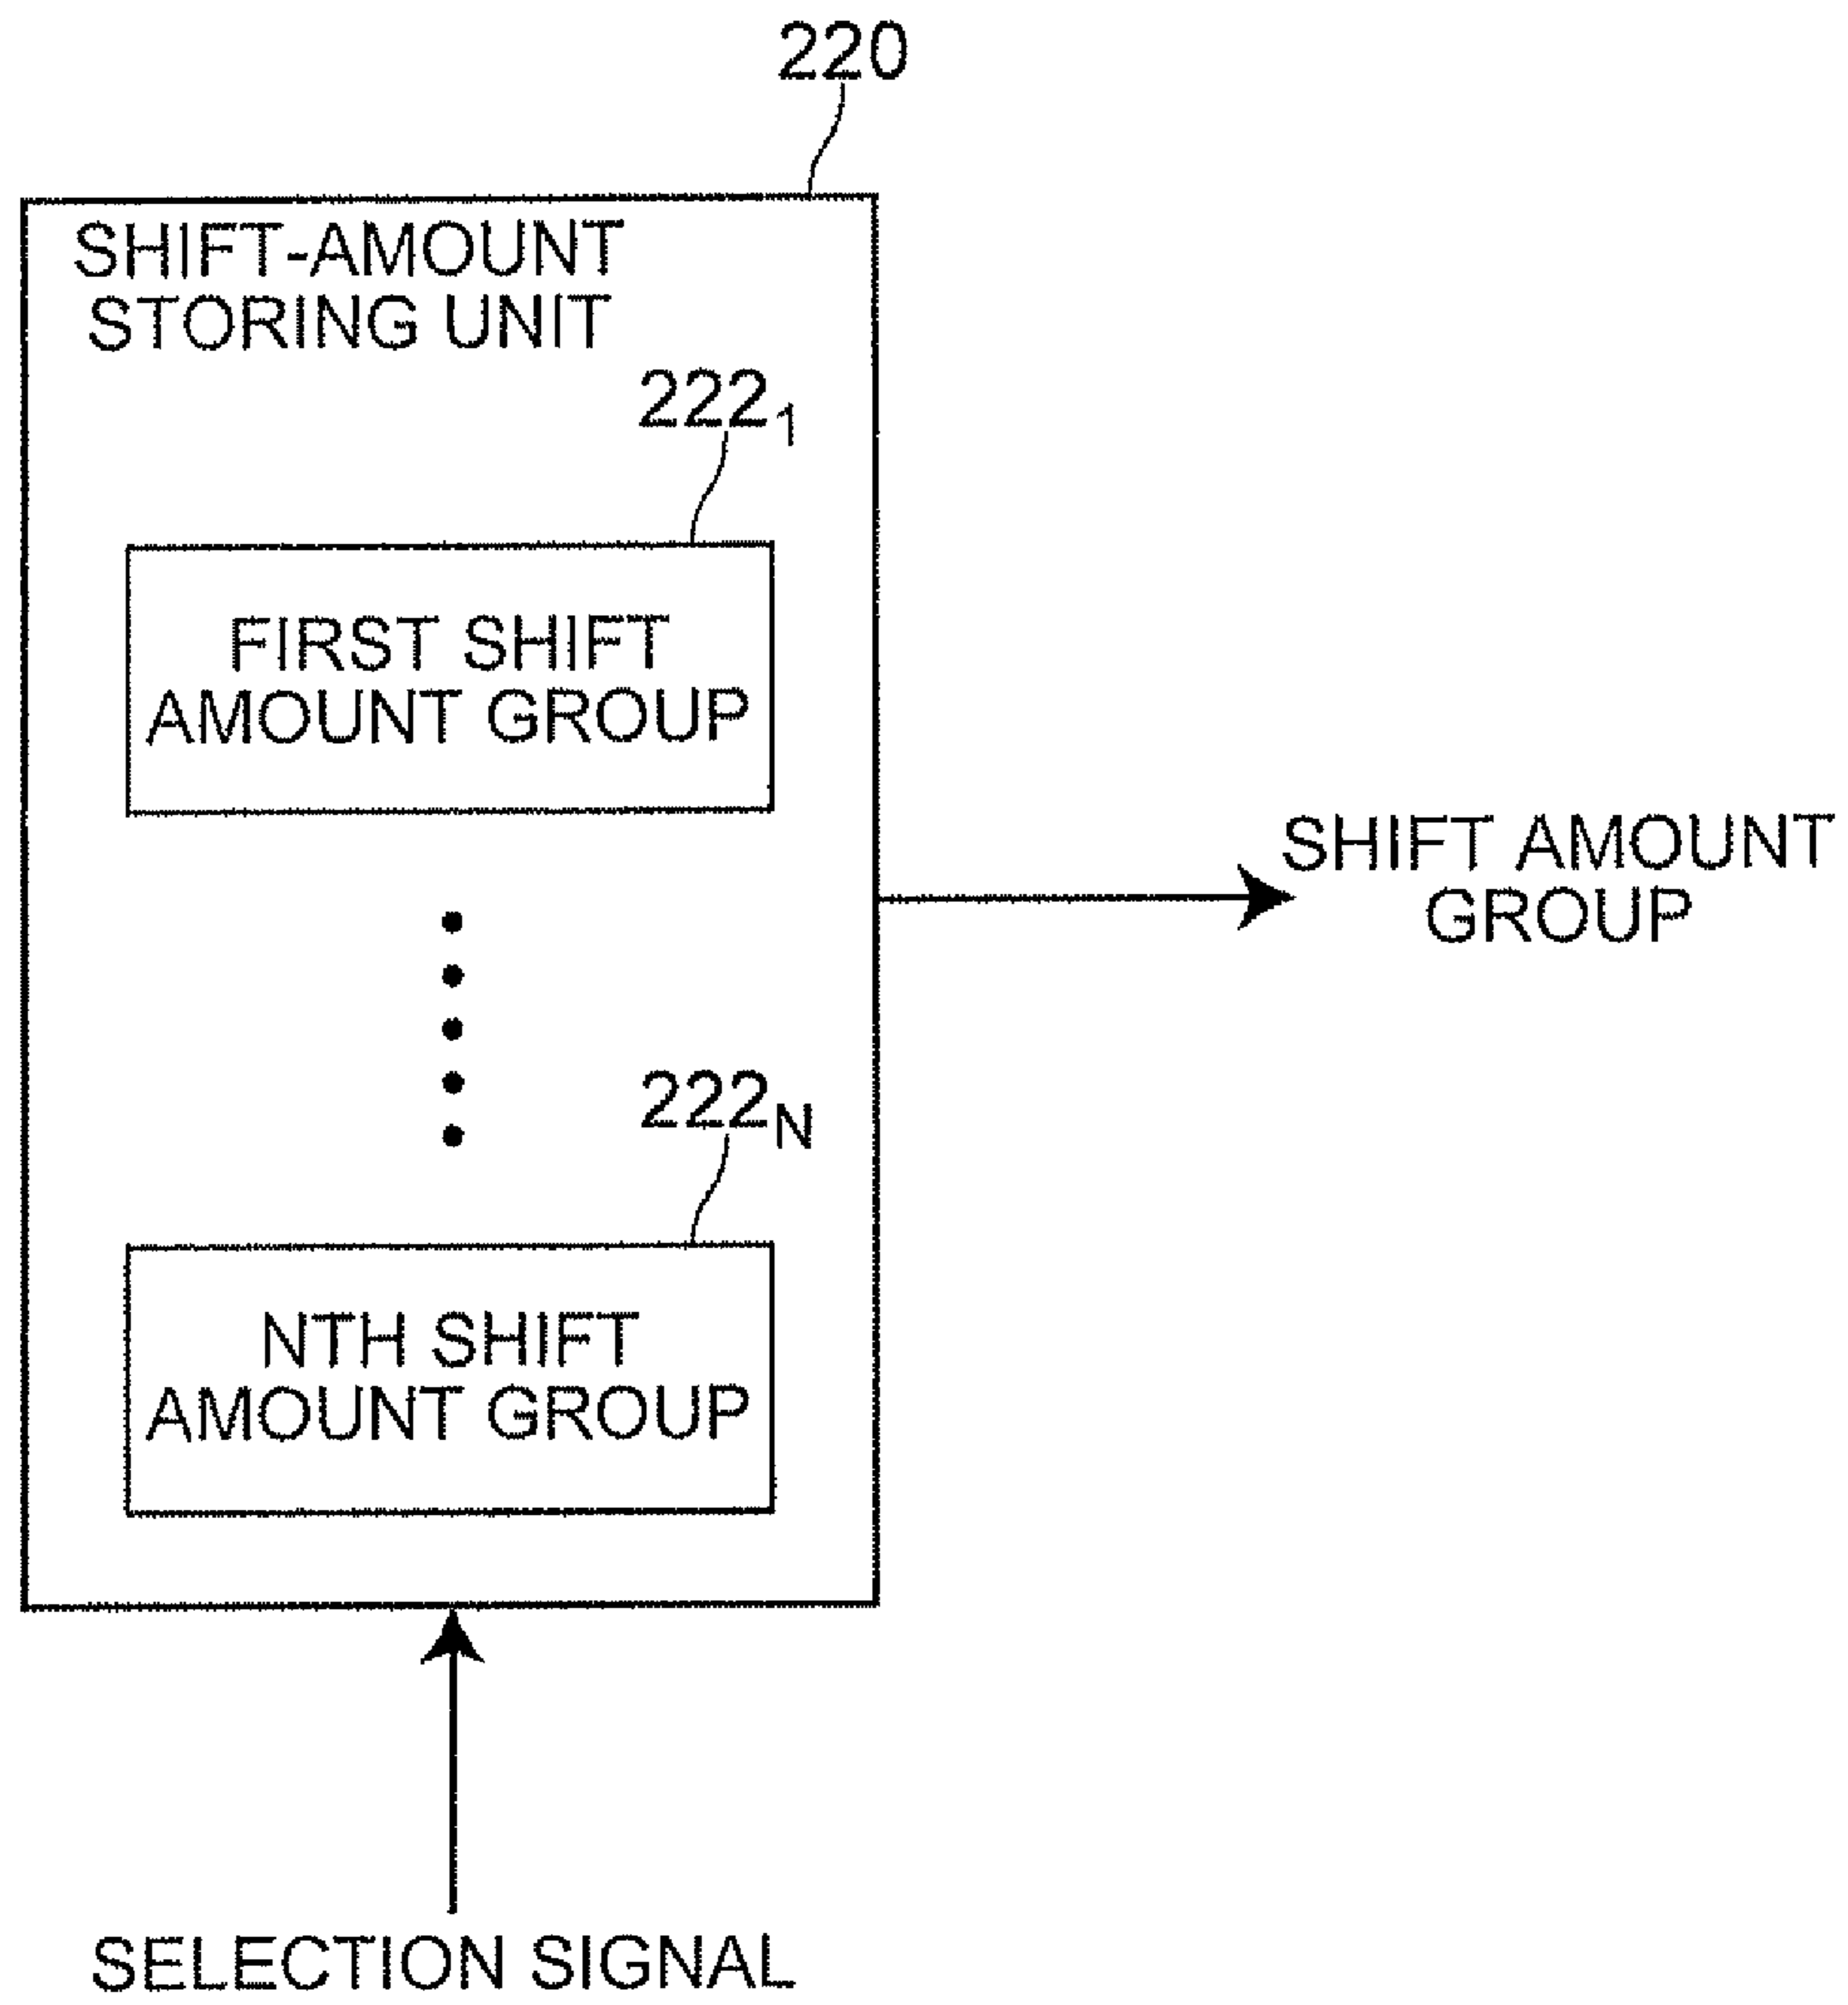 220
SHIFT-AMOUNT
STORING UNIT
222₁
FIRST SHIFT
AMOUNT GROUP
SHIFT AMOUNT
GROUP
222N
NTH SHIFT
AMOUNT GROUP
SELECTION SIGNAL